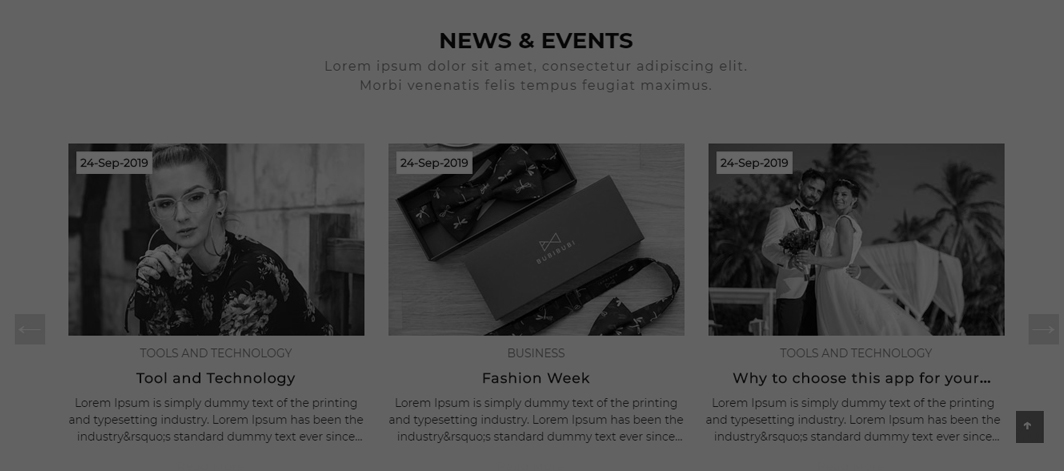 NEWS & EVENTS
Lorem ipsum dolor sit amet, consectetur adipiscing elit.
Morbi venenatis felis tempus feugiat maximus.
24-Sep-2019
24-Sep-2019
24-Sep-2019
BUBIBUBI
TOOLS AND TECHNOLOGY
Tool and Technology
Lorem Ipsum is simply dummy text of the printing
and typesetting industry. Lorem Ipsum has been the
industry&rsquo;s standard dummy text ever since...
BUSINESS
Fashion Week
Lorem Ipsum is simply dummy text of the printing
and typesetting industry. Lorem Ipsum has been the
industry&rsquo;s standard dummy text ever since...
TOOLS AND TECHNOLOGY
Why to choose this app for your...
Lorem Ipsum is simply dummy text of the printing
and typesetting industry. Lorem Ipsum has been the
industry&rsquo;s standard dummy text ever since...